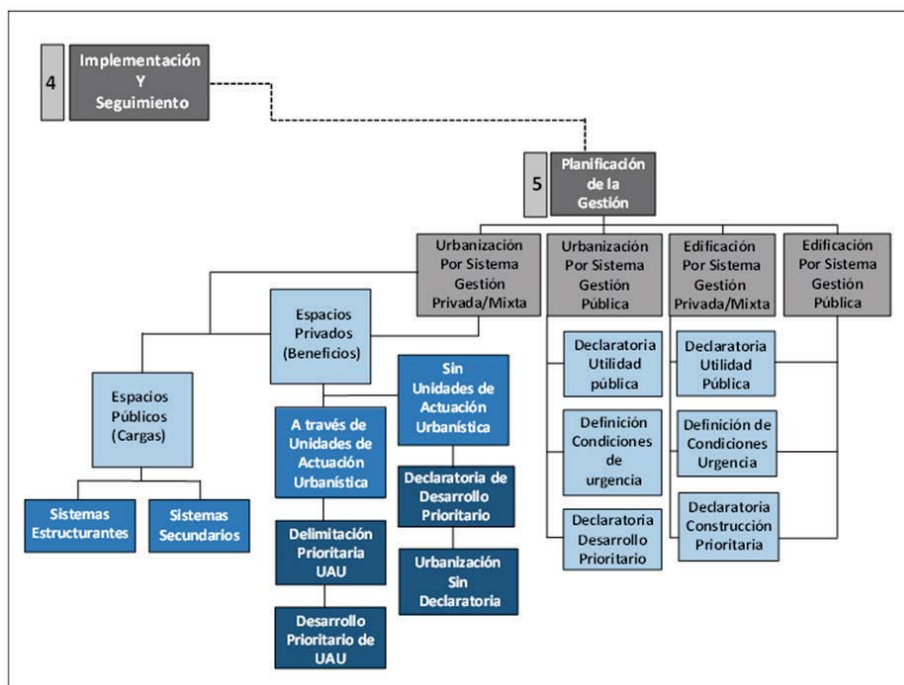 4
Implementación
Y
Seguimiento
5
Planificación
de la
Gestión
Urbanización
Por Sistema
Gestión
Privada/Mixta
Urbanización
Por Sistema
Gestión
Pública
Edificación
Por Sistema
Gestión
Privada/Mixta
Edificación
Por Sistema
Gestión
Pública
Espacios
Privados
(Beneficios)
Espacios
Públicos
(Cargas)
Sistemas
Estructurantes
Sistemas
Secundarios
A través de
Unidades de
Actuación
Urbanística
Delimitación
Prioritaria
UAU
Desarrollo
Prioritario de
UAU
Sin
Unidades de
Actuación
Urbanística
Declaratoria de
Desarrollo
Prioritario
Urbanización
Sin
Declaratoria
Declaratoria
Utilidad
pública
Definición
Condiciones
de
urgencia
Declaratoria
Desarrollo
Prioritario
Declaratoria
Utilidad
Pública
Definición de
Condiciones
Urgencia
Declaratoria
Construcción
Prioritaria